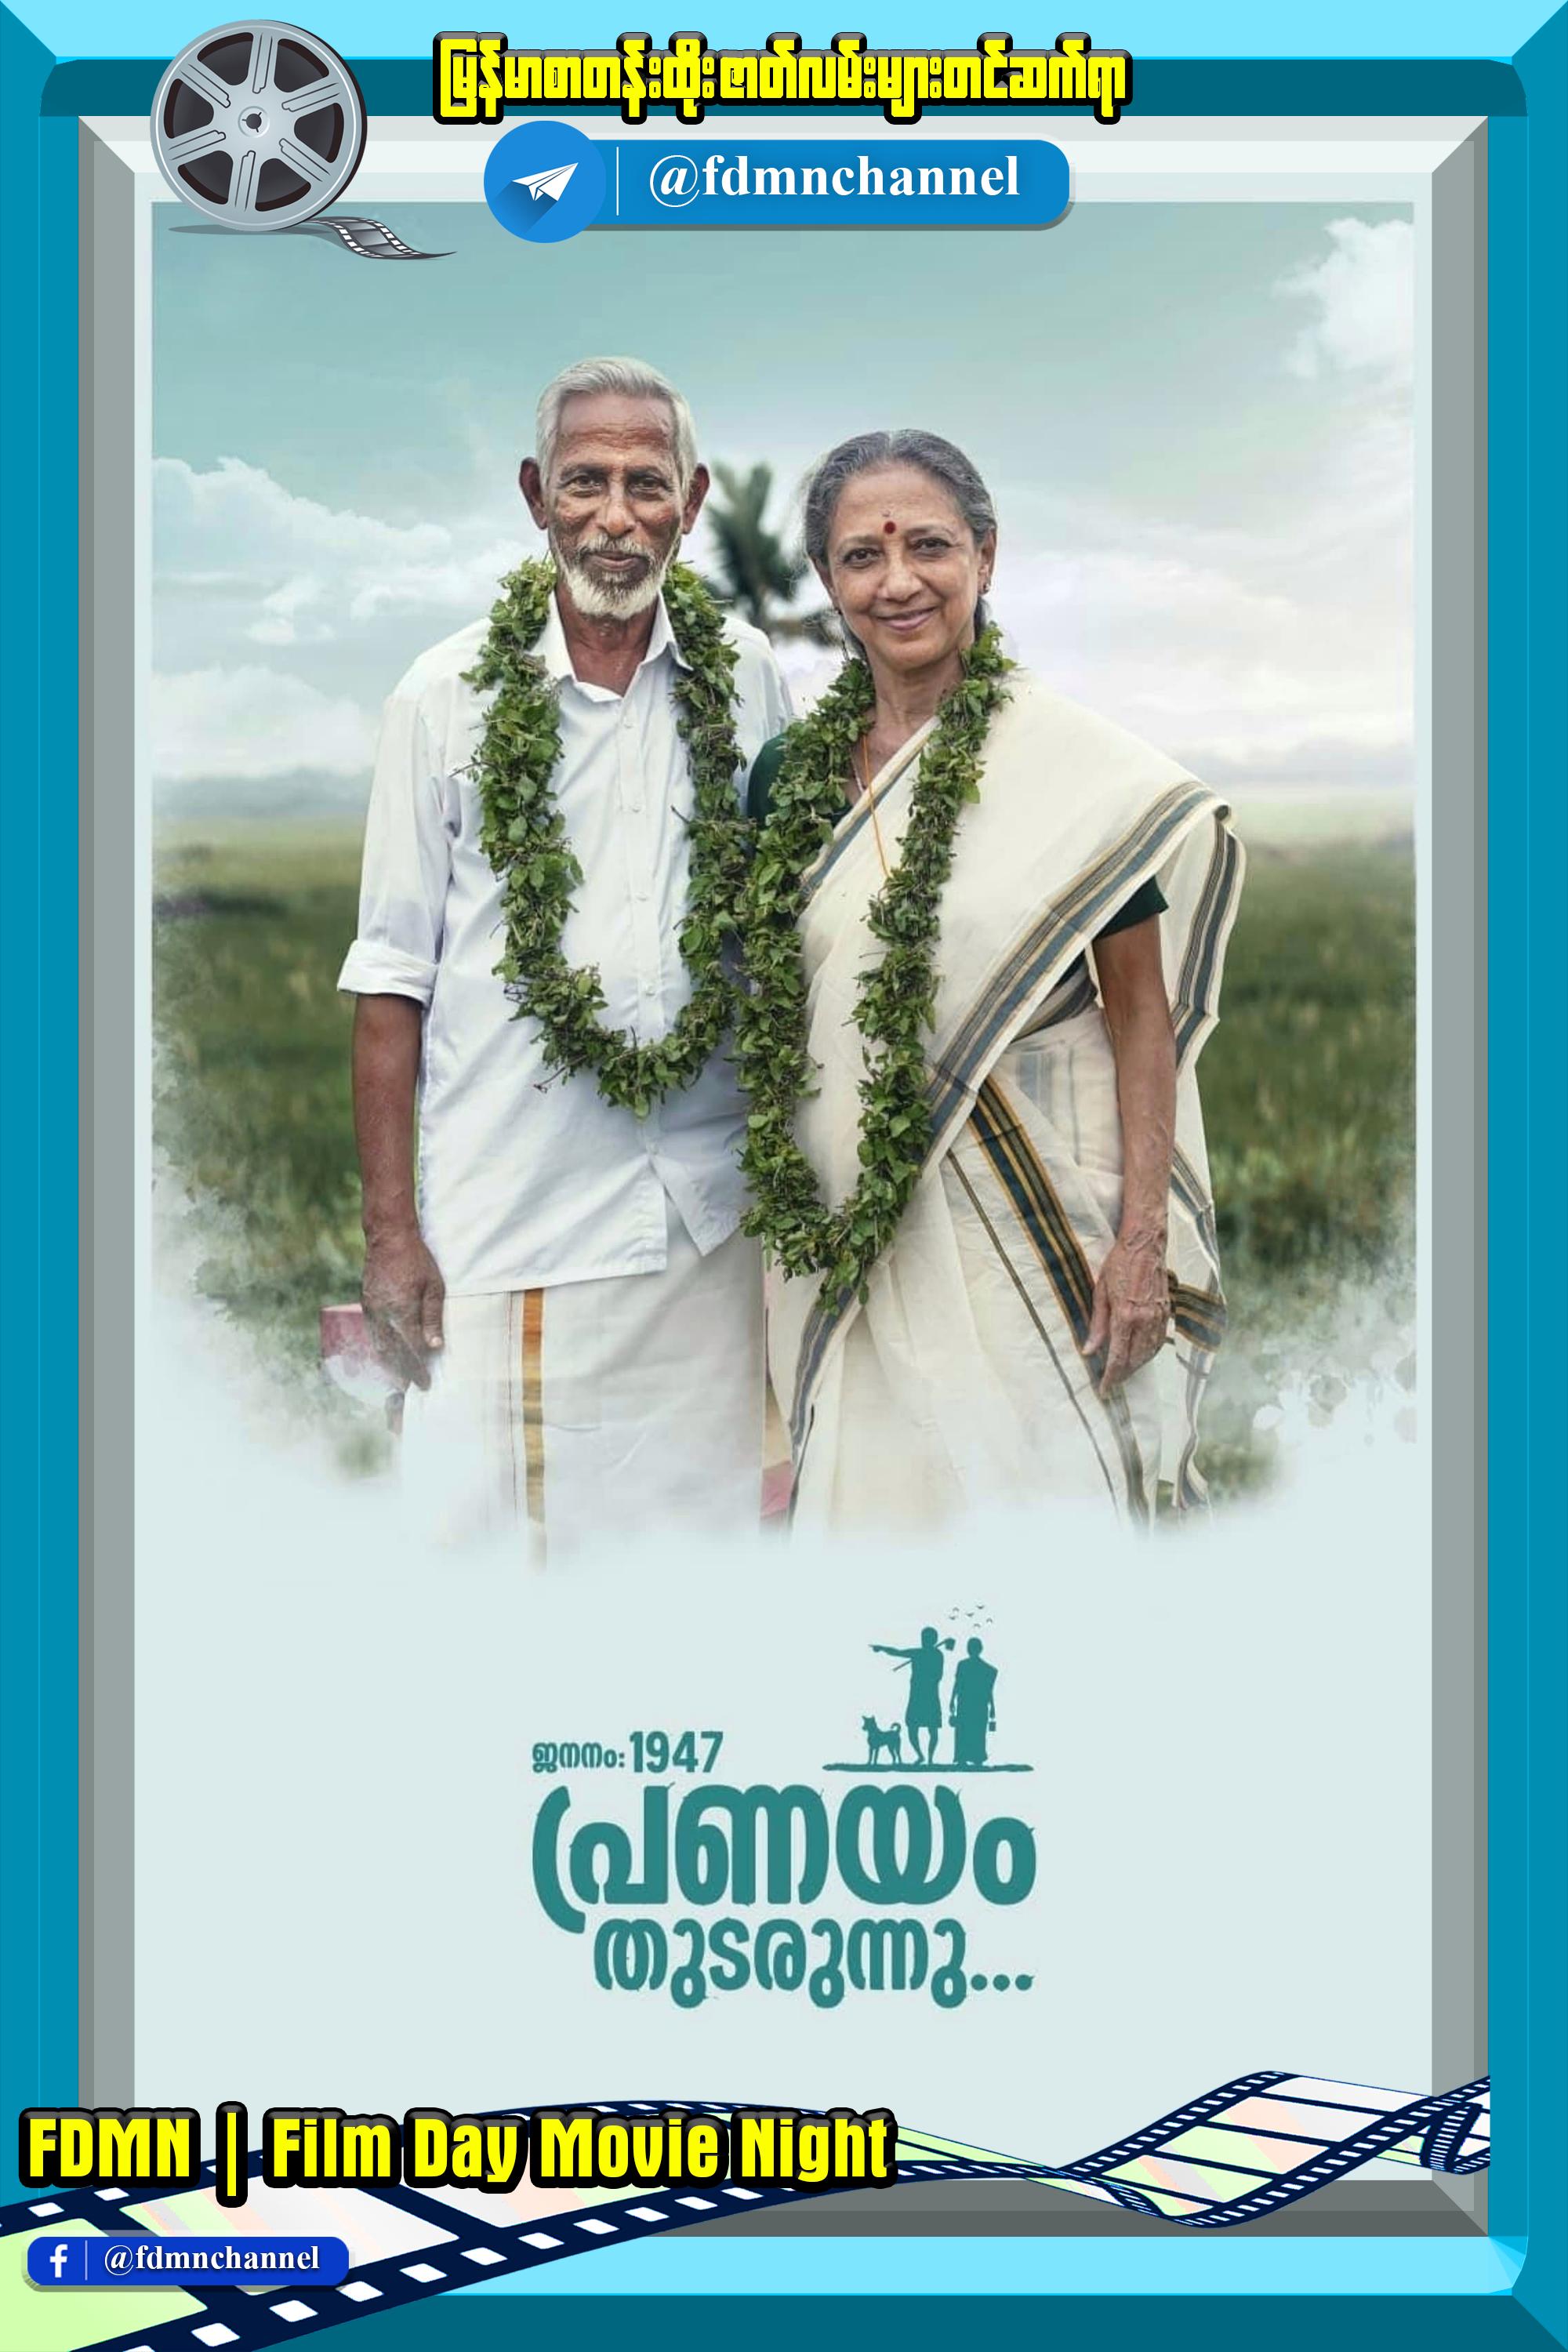 မြန်မာစာတန်းထိုး ဇာတ်လမ်းများတင်ဆက်ရာ
@fdmnchannel
ജനനം: 1947
പ്രണയം
തുടരുന്നു...
FDMN | Film Day Movie Night
f | @fdmnchannel